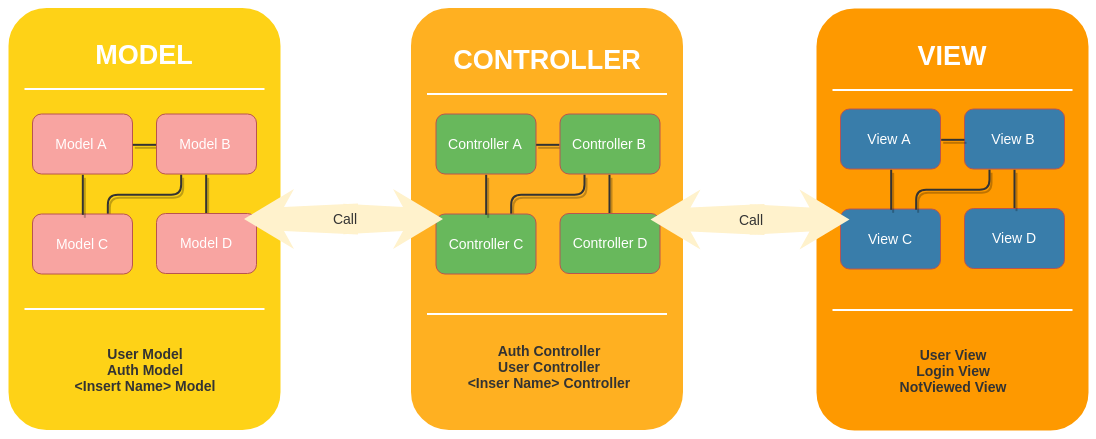 MODEL
Model A
Model B
Model C
Model D
User Model
Auth Model
<Insert Name> Model
Call
CONTROLLER
Controller A
Controller B
Controller C
Controller D
Auth Controller
User Controller
<Inser Name> Controller
Call
VIEW
View A
View B
View C
View D
User View
Login View
NotViewed View